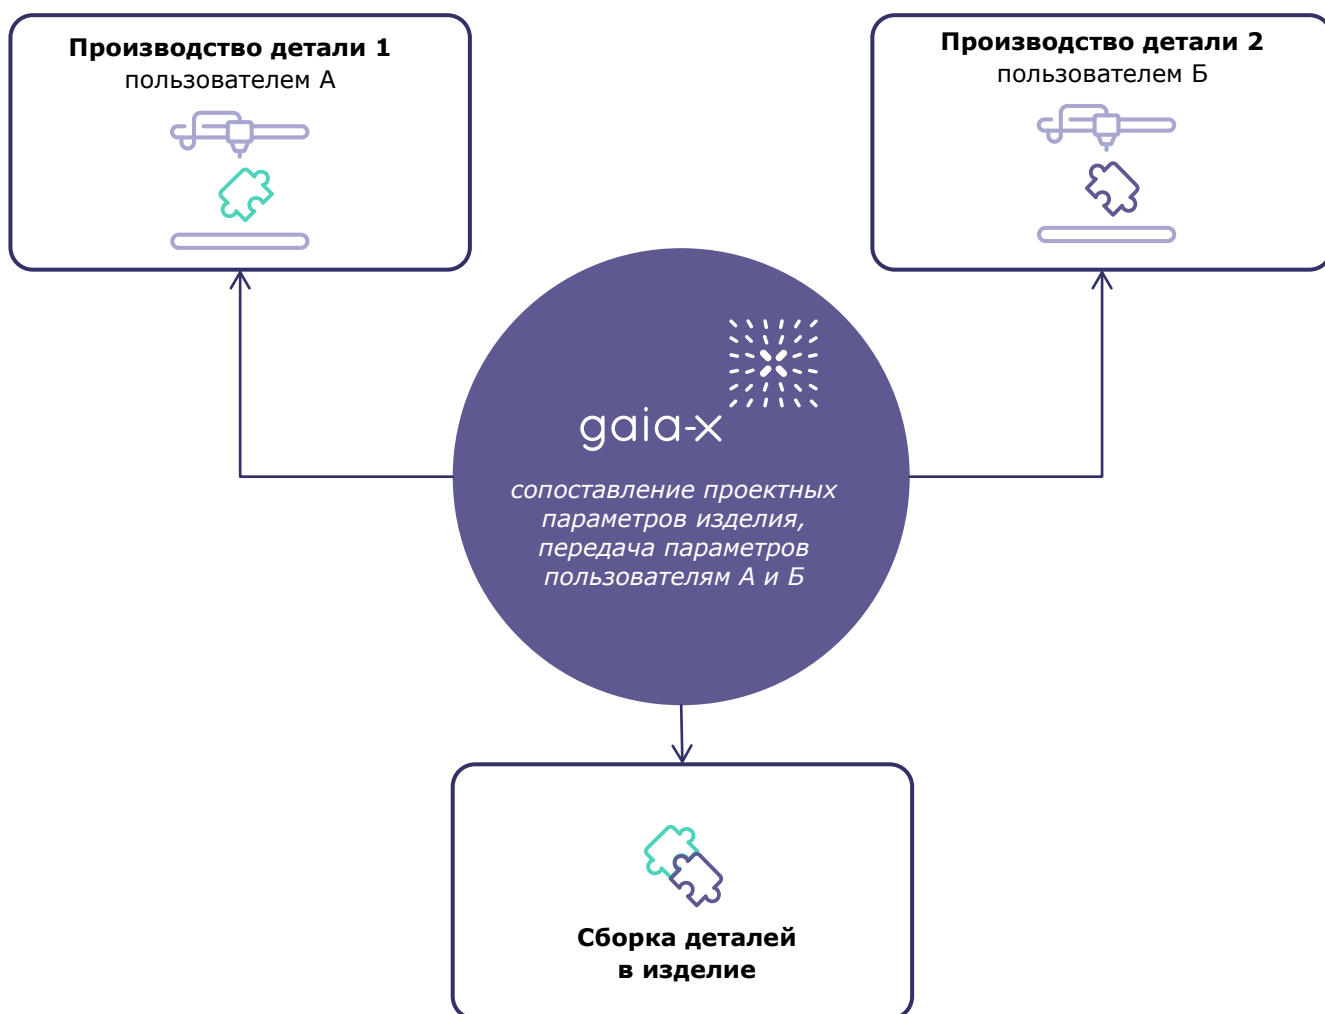 Производство детали 1
пользователем А
Производство детали 2
пользователем Б
gaia-x
сопоставление проектных
параметров изделия,
передача параметров
пользователям А и Б
Сборка деталей
в изделие